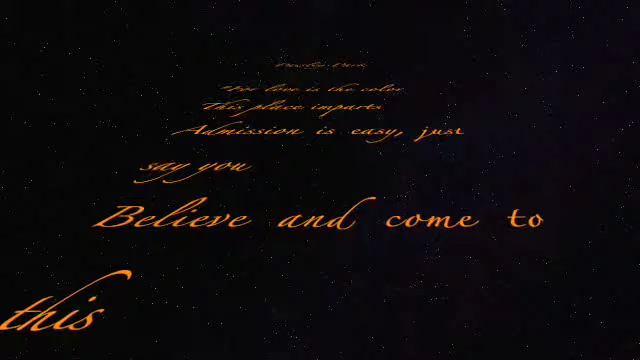 For love is the color
This place imparts
Admission is easy, just
say you
Believe and come to
this